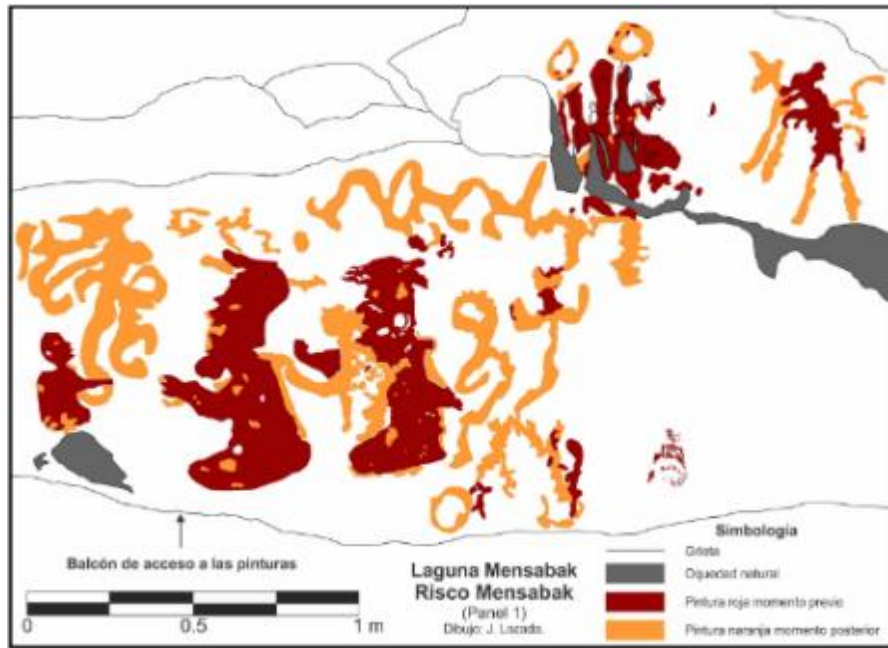 Balcón de acceso a las pinturas
0 0.5 1 m
Laguna Mensabak
Risco Mensabak
(Panel 1)
Dibujo: J. Lozada.
Simbología
Grieta
Oquedad natural
Pintura roja momento previo
Pintura naranja momento posterior